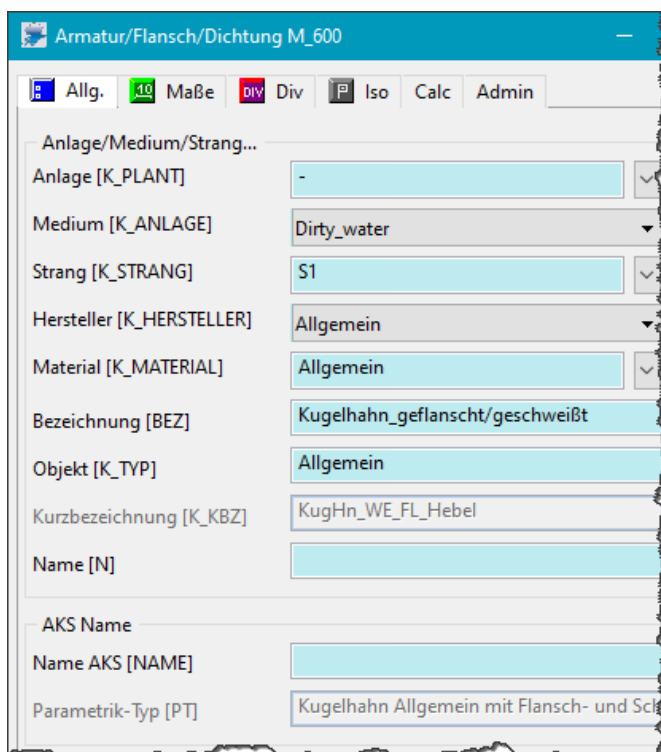 Armatur/Flansch/Dichtung M_600
Allg. Maße DIV Div P Iso Calc Admin
Anlage/Medium/Strang...
Anlage [K_PLANT] -
Medium [K_ANLAGE] Dirty_water
Strang [K_STRANG] S1
Hersteller [K_HERSTELLER] Allgemein
Material [K_MATERIAL] Allgemein
Bezeichnung [BEZ] Kugelhahn_geflanscht/geschweißt
Objekt [K_TYP] Allgemein
Kurzbezeichnung [K_KBZ] KugHn_WE_FL_Hebel
Name [N]
AKS Name
Name AKS [NAME]
Parametrik-Typ [PT] Kugelhahn Allgemein mit Flansch- und